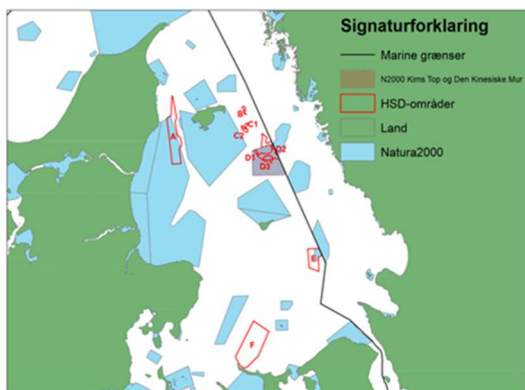 Signaturforklaring
Marine grænser
N2000 Kims Top og Den Kinesiske Mur
HSD-områder
Land
Natura2000
A
B
C1
C2
D1
D2
D3
E
F